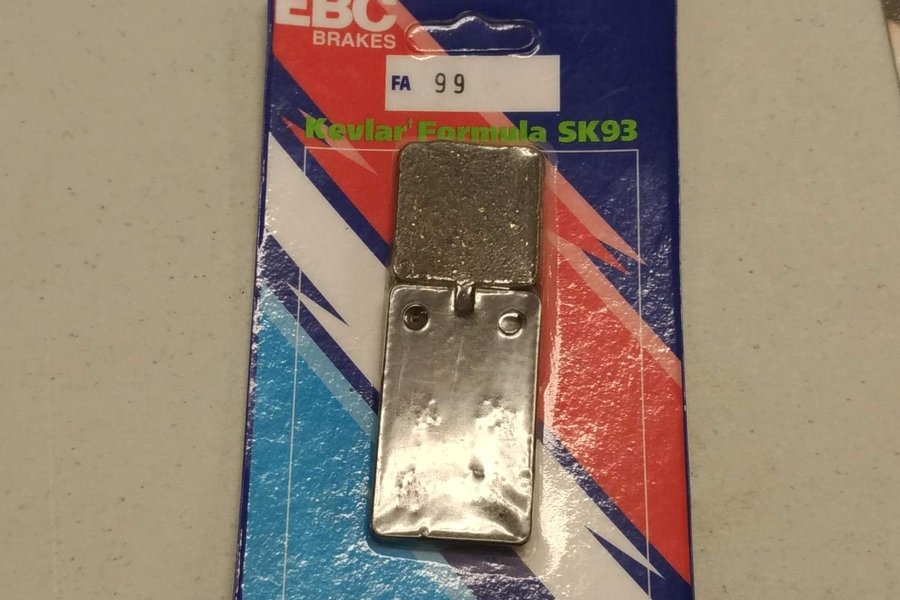 EBC
BRAKES
FA 99
Kevlar† Formula SK93